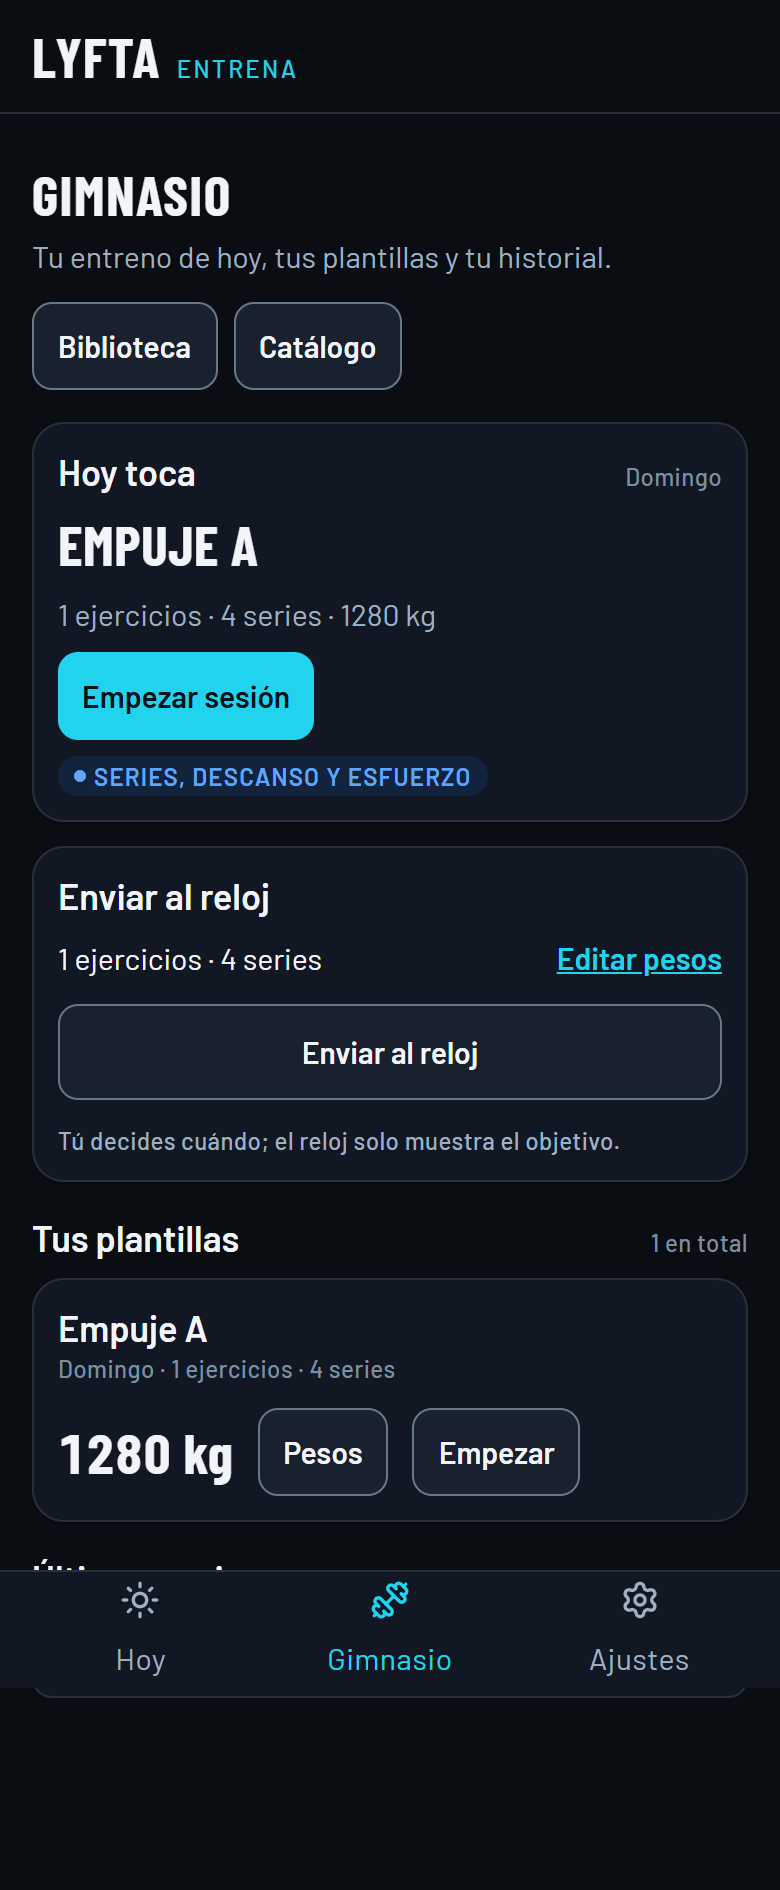 LYFTA ENTRENA
GIMNASIO
Tu entreno de hoy, tus plantillas y tu historial.
Biblioteca
Catálogo
Hoy toca
Domingo
EMPUJE A
1 ejercicios · 4 series · 1280 kg
Empezar sesión
SERIES, DESCANSO Y ESFUERZO
Enviar al reloj
1 ejercicios · 4 series
Editar pesos
Enviar al reloj
Tú decides cuándo; el reloj solo muestra el objetivo.
Tus plantillas
1 en total
Empuje A
Domingo · 1 ejercicios · 4 series
1280 kg
Pesos
Empezar
Hoy
Gimnasio
Ajustes